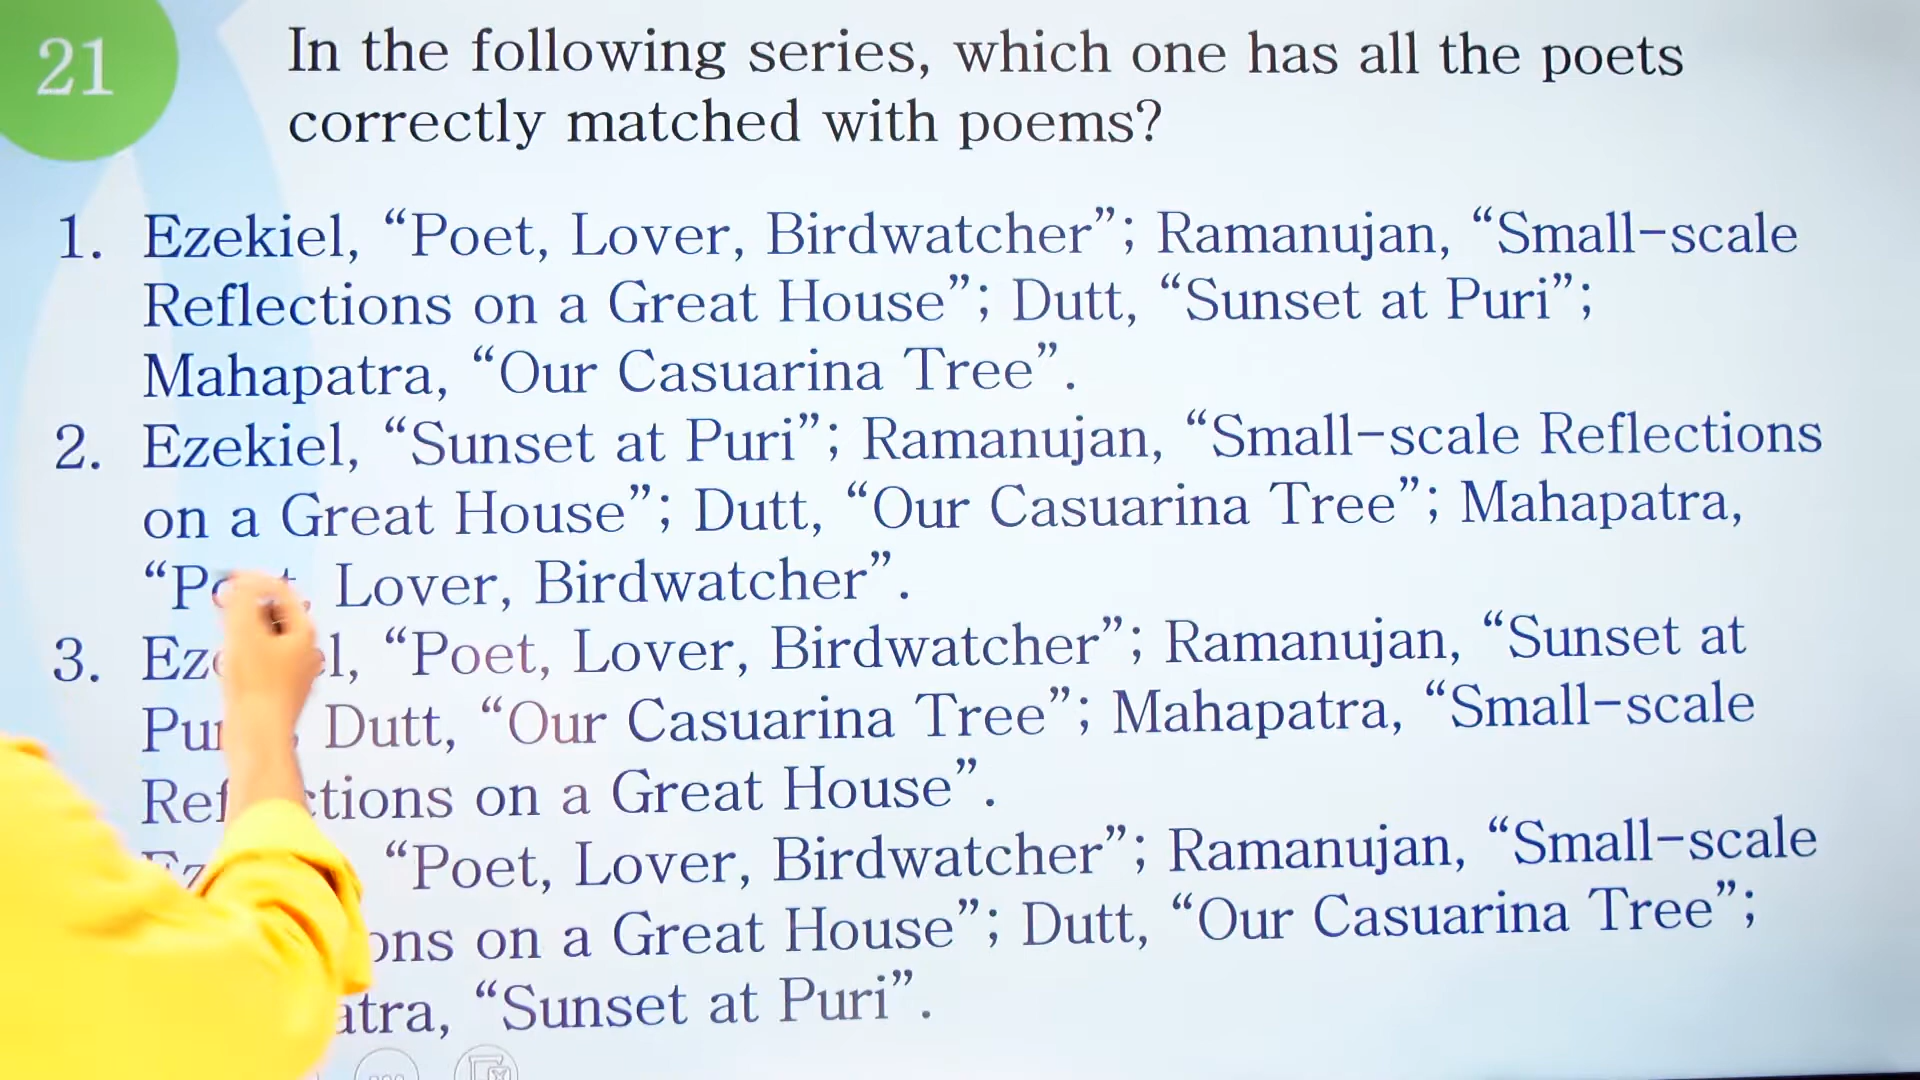 21
In the following series, which one has all the poets
correctly matched with poems?
1. Ezekiel, “Poet, Lover, Birdwatcher”; Ramanujan, “Small-scale
Reflections on a Great House”; Dutt, “Sunset at Puri”;
Mahapatra, “Our Casuarina Tree”.
2. Ezekiel, “Sunset at Puri”; Ramanujan, “Small-scale Reflections
on a Great House”; Dutt, “Our Casuarina Tree”; Mahapatra,
Lover, Birdwatcher”.
3. “Poet, Lover, Birdwatcher”; Ramanujan, “Sunset at
Dutt, “Our Casuarina Tree”; Mahapatra, “Small-scale
on a Great House”.
“Poet, Lover, Birdwatcher”; Ramanujan, “Small-scale
on a Great House”; Dutt, “Our Casuarina Tree”;
“Sunset at Puri”.